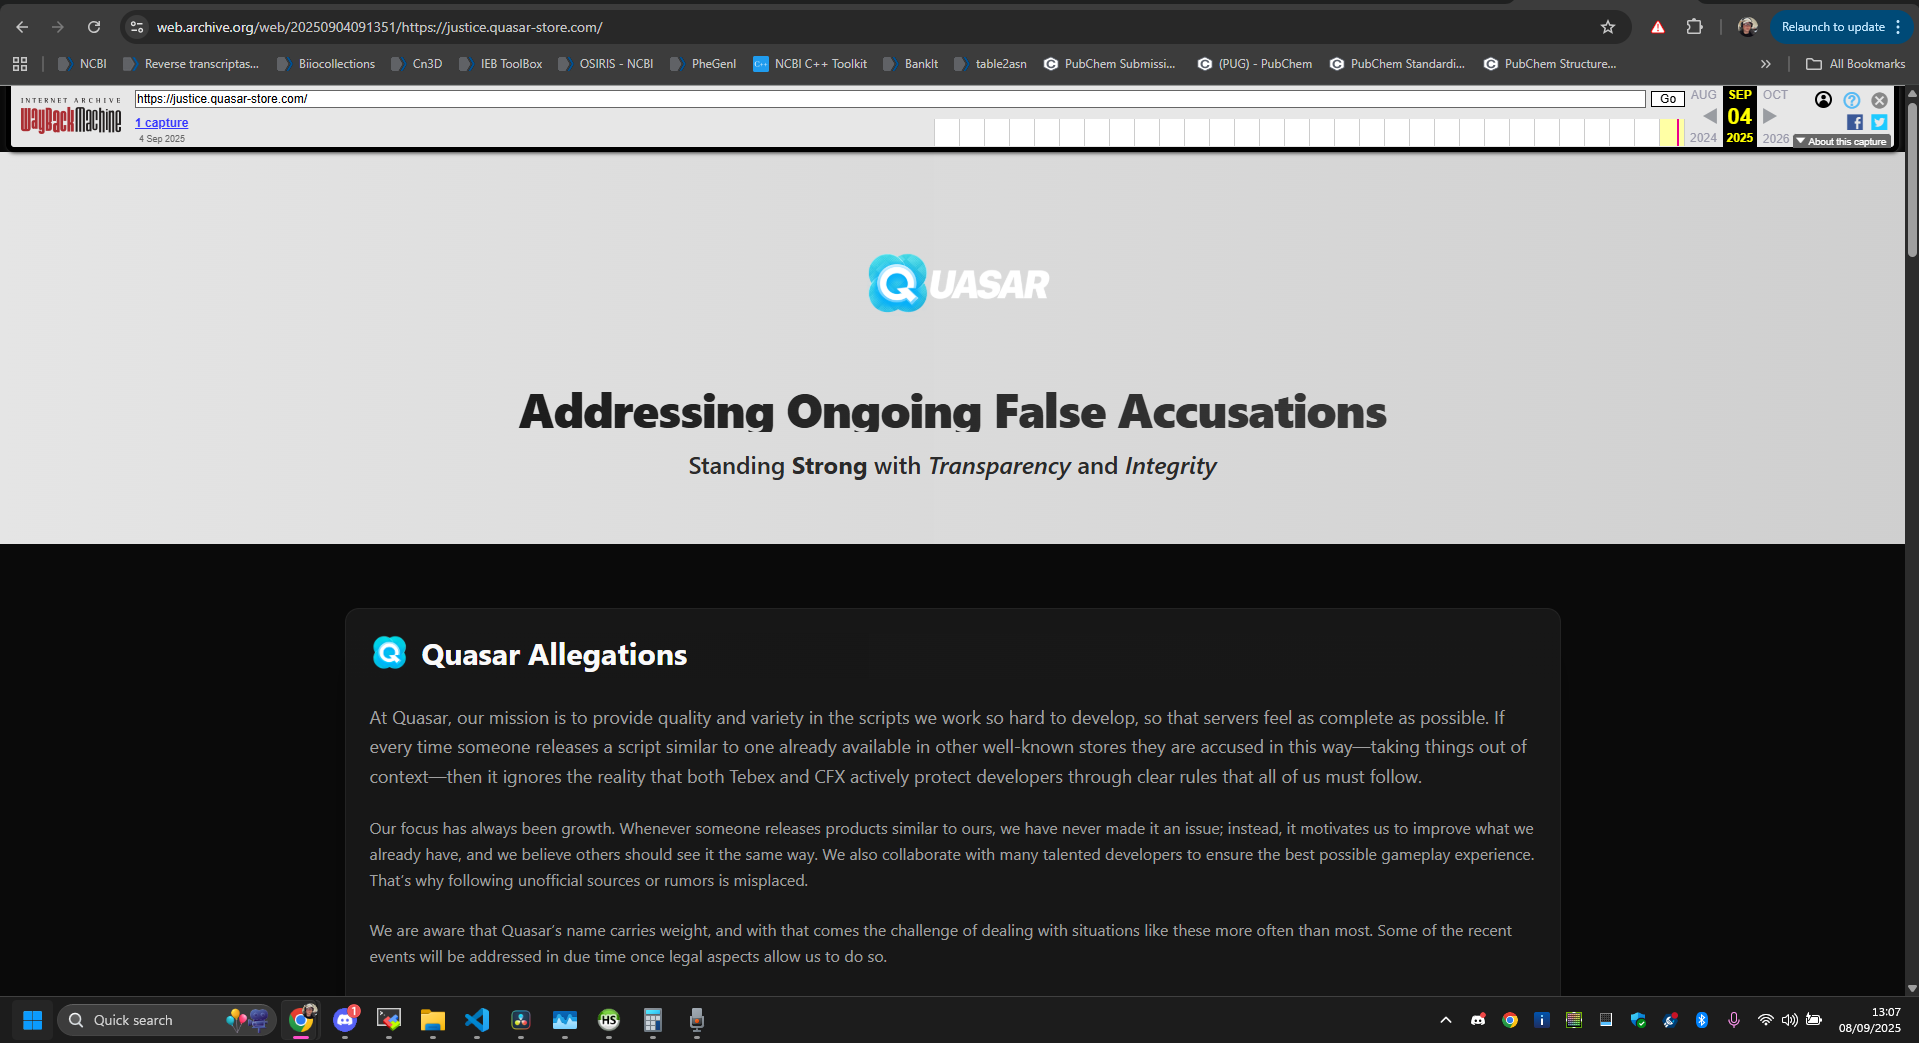 web.archive.org/web/20250904091351/https://justice.quasar-store.com/
Relaunch to update
NCBI
Reverse transcriptas...
Biiocollections
Cn3D
IEB ToolBox
OSIRIS - NCBI
PheGenI
C++
NCBI C++ Toolkit
BankIt
table2asn
PubChem Submissi...
(PUG) - PubChem
PubChem Standardi...
PubChem Structure...
All Bookmarks
INTERNET ARCHIVE
WayBackMachine
https://justice.quasar-store.com/
Go
1 capture
4 Sep 2025
AUG
SEP
OCT
04
2024
2025
2026
About this capture
QUASAR
Addressing Ongoing False Accusations
Standing Strong with Transparency and Integrity
Quasar Allegations
At Quasar, our mission is to provide quality and variety in the scripts we work so hard to develop, so that servers feel as complete as possible. If
every time someone releases a script similar to one already available in other well-known stores they are accused in this way—taking things out of
context—then it ignores the reality that both Tebex and CFX actively protect developers through clear rules that all of us must follow.
Our focus has always been growth. Whenever someone releases products similar to ours, we have never made it an issue; instead, it motivates us to improve what we
already have, and we believe others should see it the same way. We also collaborate with many talented developers to ensure the best possible gameplay experience.
That's why following unofficial sources or rumors is misplaced.
We are aware that Quasar's name carries weight, and with that comes the challenge of dealing with situations like these more often than most. Some of the recent
events will be addressed in due time once legal aspects allow us to do so.
Quick search
1
HS
13:07
08/09/2025